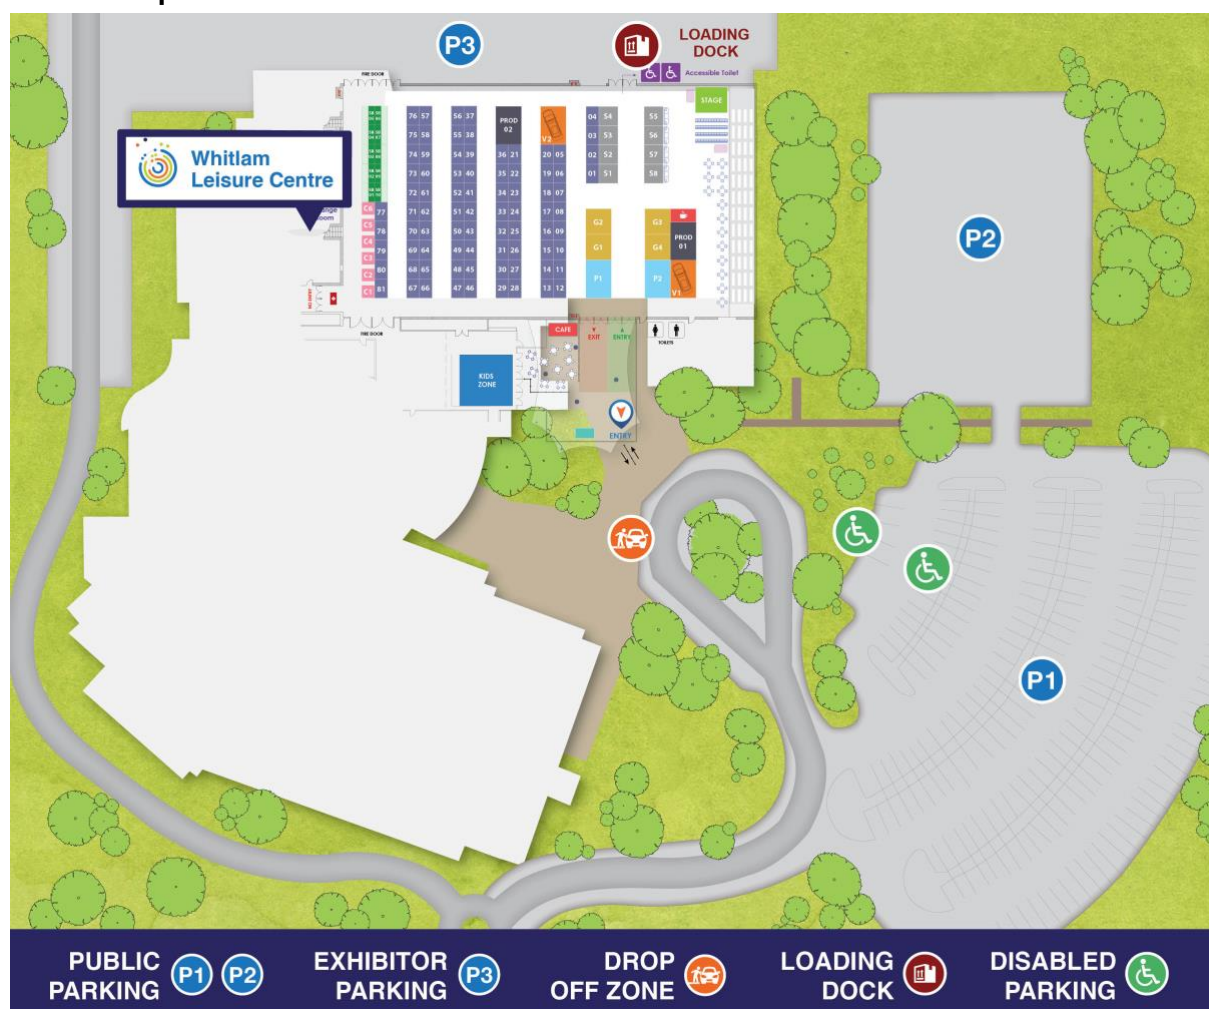 P3
LOADING
DOCK
Accessible Toilet
FIRE DOOR
STAGE
76 57 56 37 PROD 02 V2 04 S4 S5
75 58 55 38 03 S3 S6
74 59 54 39 36 21 20 05 02 S2 S7
73 60 53 40 35 22 19 06 01 S1 S8
72 61 52 41 34 23 18 07
C6 77 71 62 51 42 33 24 17 08 G2 G3
C5 78 70 63 50 43 32 25 16 09 PROD 01
C4 79 69 64 49 44 31 26 15 10 G1 G4
C3
C2 80 68 65 48 45 30 27 14 11 P1 P2
C1 81 67 66 47 46 29 28 13 12 V1
Whitlam
Leisure Centre
P2
FIRE DOOR
CAFE
EXIT
ENTRY
TOILETS
KIDS
ZONE
ENTRY
P1
PUBLIC
PARKING
P1 P2
EXHIBITOR
PARKING
P3
DROP
OFF ZONE
LOADING
DOCK
DISABLED
PARKING